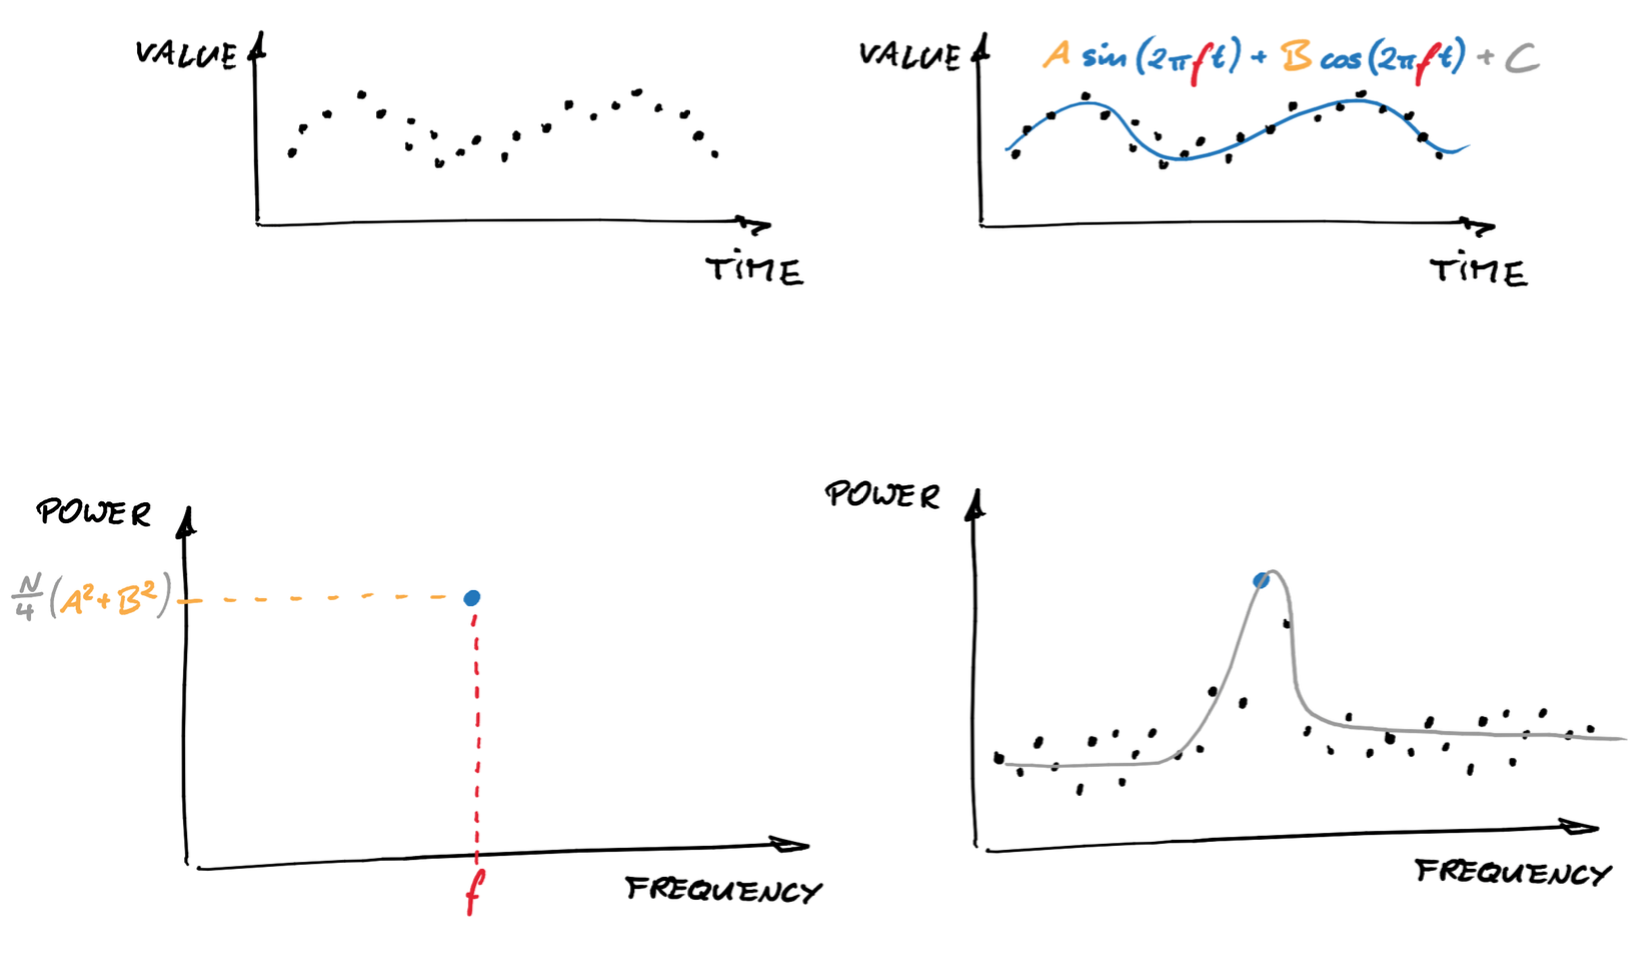 VALUE
TIME
VALUE
A sin(2πft) + B cos(2πft) + C
TIME
POWER
N/4 (A²+B²)
f
FREQUENCY
POWER
FREQUENCY